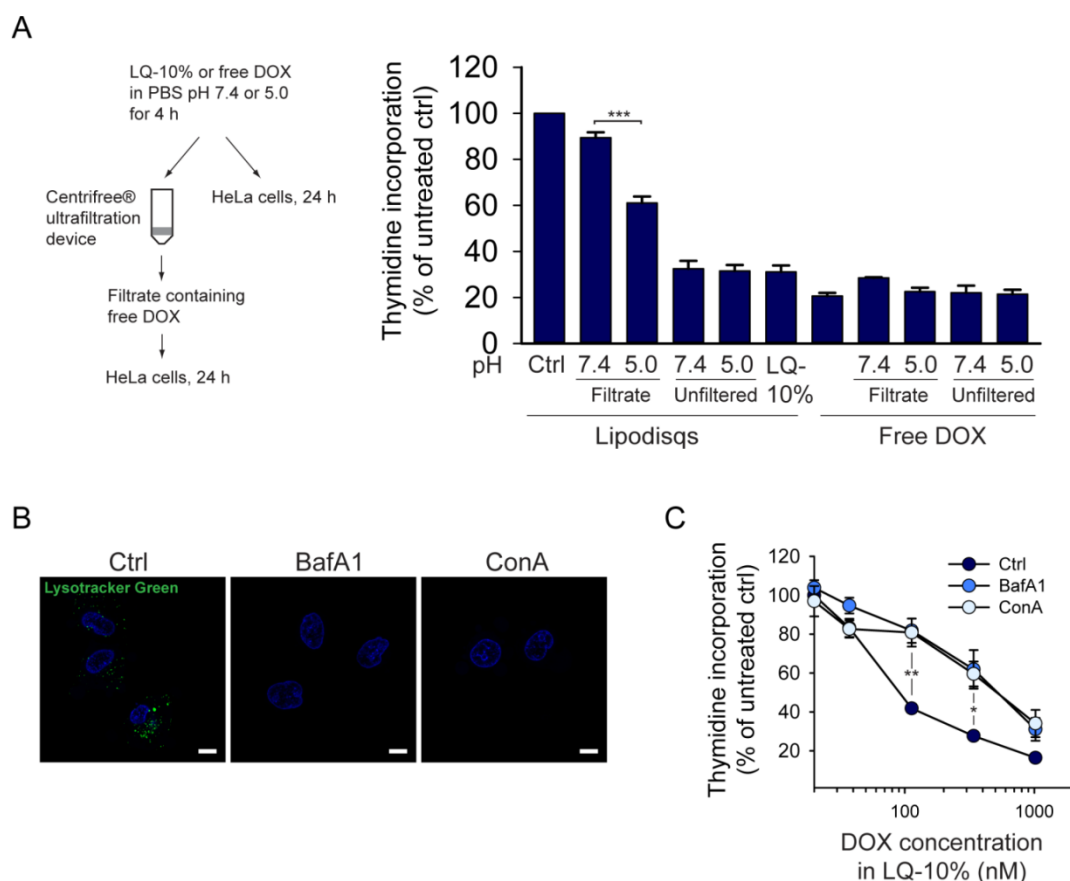 A
LQ-10% or free DOX
in PBS pH 7.4 or 5.0
for 4 h
Centrifree®
ultrafiltration
device
HeLa cells, 24 h
Filtrate containing
free DOX
HeLa cells, 24 h
Thymidine incorporation
(% of untreated ctrl)
120
100
80
60
40
20
0
***
pH Ctrl 7.4 5.0 7.4 5.0 LQ- 7.4 5.0 7.4 5.0
Filtrate Unfiltered 10% Filtrate Unfiltered
Lipodisqs Free DOX
B
Ctrl BafA1 ConA
Lysotracker Green
C
Thymidine incorporation
(% of untreated ctrl)
120
100
80
60
40
20
Ctrl
BafA1
ConA
**
*
100 1000
DOX concentration
in LQ-10% (nM)